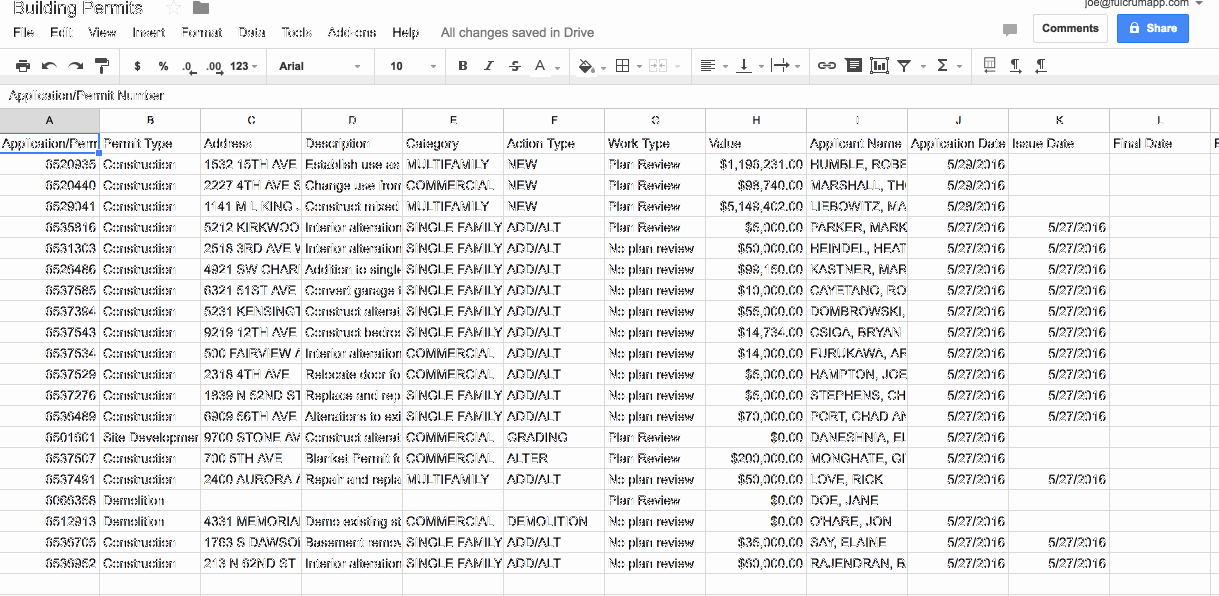 Building Permits
joe@fulcrumapp.com
File Edit View Insert Format Data Tools Add-ons Help All changes saved in Drive Comments Share
$ % .0 .00 123 Arial 10 B I S A Σ
Application/Permit Number
A B C D E F G H I J K L
Application/Perm Permit Type Address Description Category Action Type Work Type Value Applicant Name Application Date Issue Date Final Date E
6520935 Construction 1532 15TH AVE Establish use as MULTIFAMILY NEW Plan Review $1,198,231.00 HUMBLE, ROBE 5/29/2016
6520440 Construction 2227 4TH AVE S Change use from COMMERCIAL NEW Plan Review $98,740.00 MARSHALL, TH 5/29/2016
6529041 Construction 1141 M L KING Construct mixed MULTIFAMILY NEW Plan Review $5,149,402.00 LIEBOWITZ, MA 5/28/2016
6535816 Construction 5212 KIRKWOO Interior alteration SINGLE FAMILY ADD/ALT Plan Review $5,000.00 PARKER, MARK 5/27/2016 5/27/2016
6531303 Construction 2518 3RD AVE W Interior alteration SINGLE FAMILY ADD/ALT No plan review $50,000.00 HEINDEL, HEAT 5/27/2016 5/27/2016
6526486 Construction 4921 SW CHAR Addition to single SINGLE FAMILY ADD/ALT No plan review $99,150.00 KASTNER, MAR 5/27/2016 5/27/2016
6537585 Construction 6321 51ST AVE Convert garage t SINGLE FAMILY ADD/ALT No plan review $10,000.00 CAYETANO, RO 5/27/2016 5/27/2016
6537394 Construction 5231 KENSINGT Construct alterat SINGLE FAMILY ADD/ALT No plan review $55,000.00 DOMBROWSKI, 5/27/2016 5/27/2016
6537543 Construction 9219 12TH AVE Construct bedro SINGLE FAMILY ADD/ALT No plan review $14,734.00 OSIGA, BRYAN 5/27/2016 5/27/2016
6537534 Construction 500 FAIRVIEW A Interior alteration COMMERCIAL ADD/ALT No plan review $14,000.00 FURUKAWA, AF 5/27/2016 5/27/2016
6537529 Construction 2318 4TH AVE Relocate door fo COMMERCIAL ADD/ALT No plan review $5,000.00 HAMPTON, JOE 5/27/2016 5/27/2016
6537276 Construction 1839 N 52ND ST Replace and rep SINGLE FAMILY ADD/ALT No plan review $5,000.00 STEPHENS, CH 5/27/2016 5/27/2016
6536489 Construction 6909 56TH AVE Alterations to exi SINGLE FAMILY ADD/ALT No plan review $70,000.00 PORT, CHAD AN 5/27/2016 5/27/2016
6501501 Site Developmen 9700 STONE AV Construct alterat COMMERCIAL GRADING Plan Review $0.00 DANESHNIA, EL 5/27/2016
6537507 Construction 700 5TH AVE Blanket Permit fo COMMERCIAL ALTER Plan Review $200,000.00 MONGHATE, GI 5/27/2016
6537491 Construction 2400 AURORA A Repair and repla MULTIFAMILY ADD/ALT No plan review $50,000.00 LOVE, RICK 5/27/2016 5/27/2016
6066358 Demolition Plan Review $0.00 DOE, JANE
6512913 Demolition 4331 MEMORIA Demo existing st COMMERCIAL DEMOLITION No plan review $0.00 O'HARE, JON 5/27/2016
6536705 Construction 1763 S DAWSO Basement remov SINGLE FAMILY ADD/ALT No plan review $35,000.00 SAY, ELAINE 5/27/2016 5/27/2016
6536952 Construction 213 N 62ND ST Interior alteration SINGLE FAMILY ADD/ALT No plan review $60,000.00 RAJENDRAN, B 5/27/2016 5/27/2016